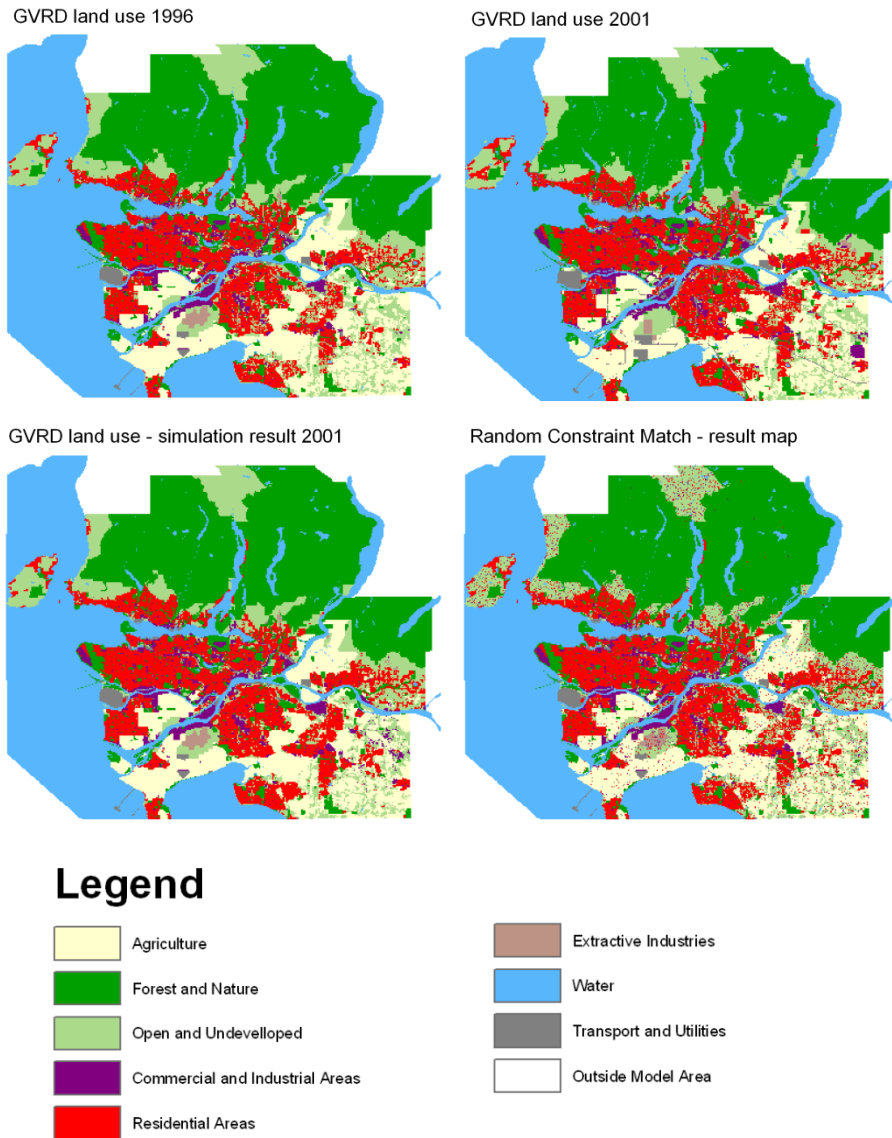 GVRD land use 1996
GVRD land use 2001
GVRD land use - simulation result 2001
Random Constraint Match - result map
Legend
Agriculture
Forest and Nature
Open and Undevelloped
Commercial and Industrial Areas
Residential Areas
Extractive Industries
Water
Transport and Utilities
Outside Model Area